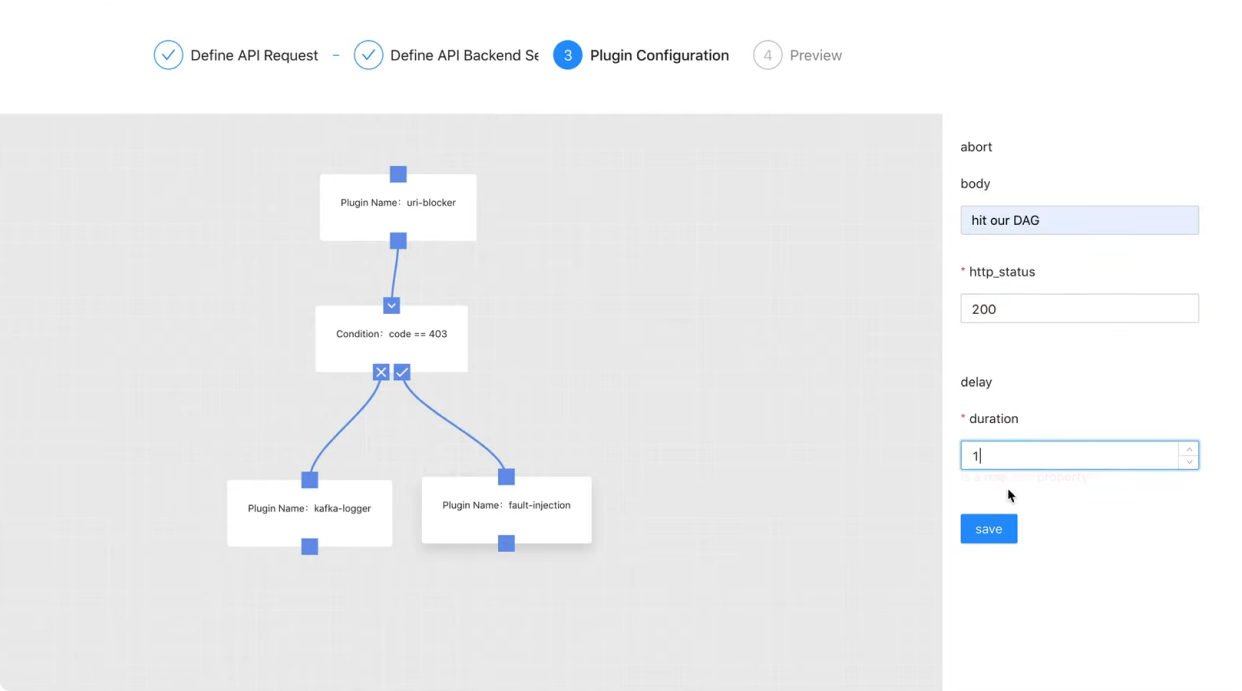 Define API Request
Define API Backend Se
3 Plugin Configuration
4 Preview
Plugin Name: uri-blocker
Condition: code == 403
Plugin Name: kafka-logger
Plugin Name: fault-injection
abort
body
hit our DAG
* http_status
200
delay
* duration
1
property
save